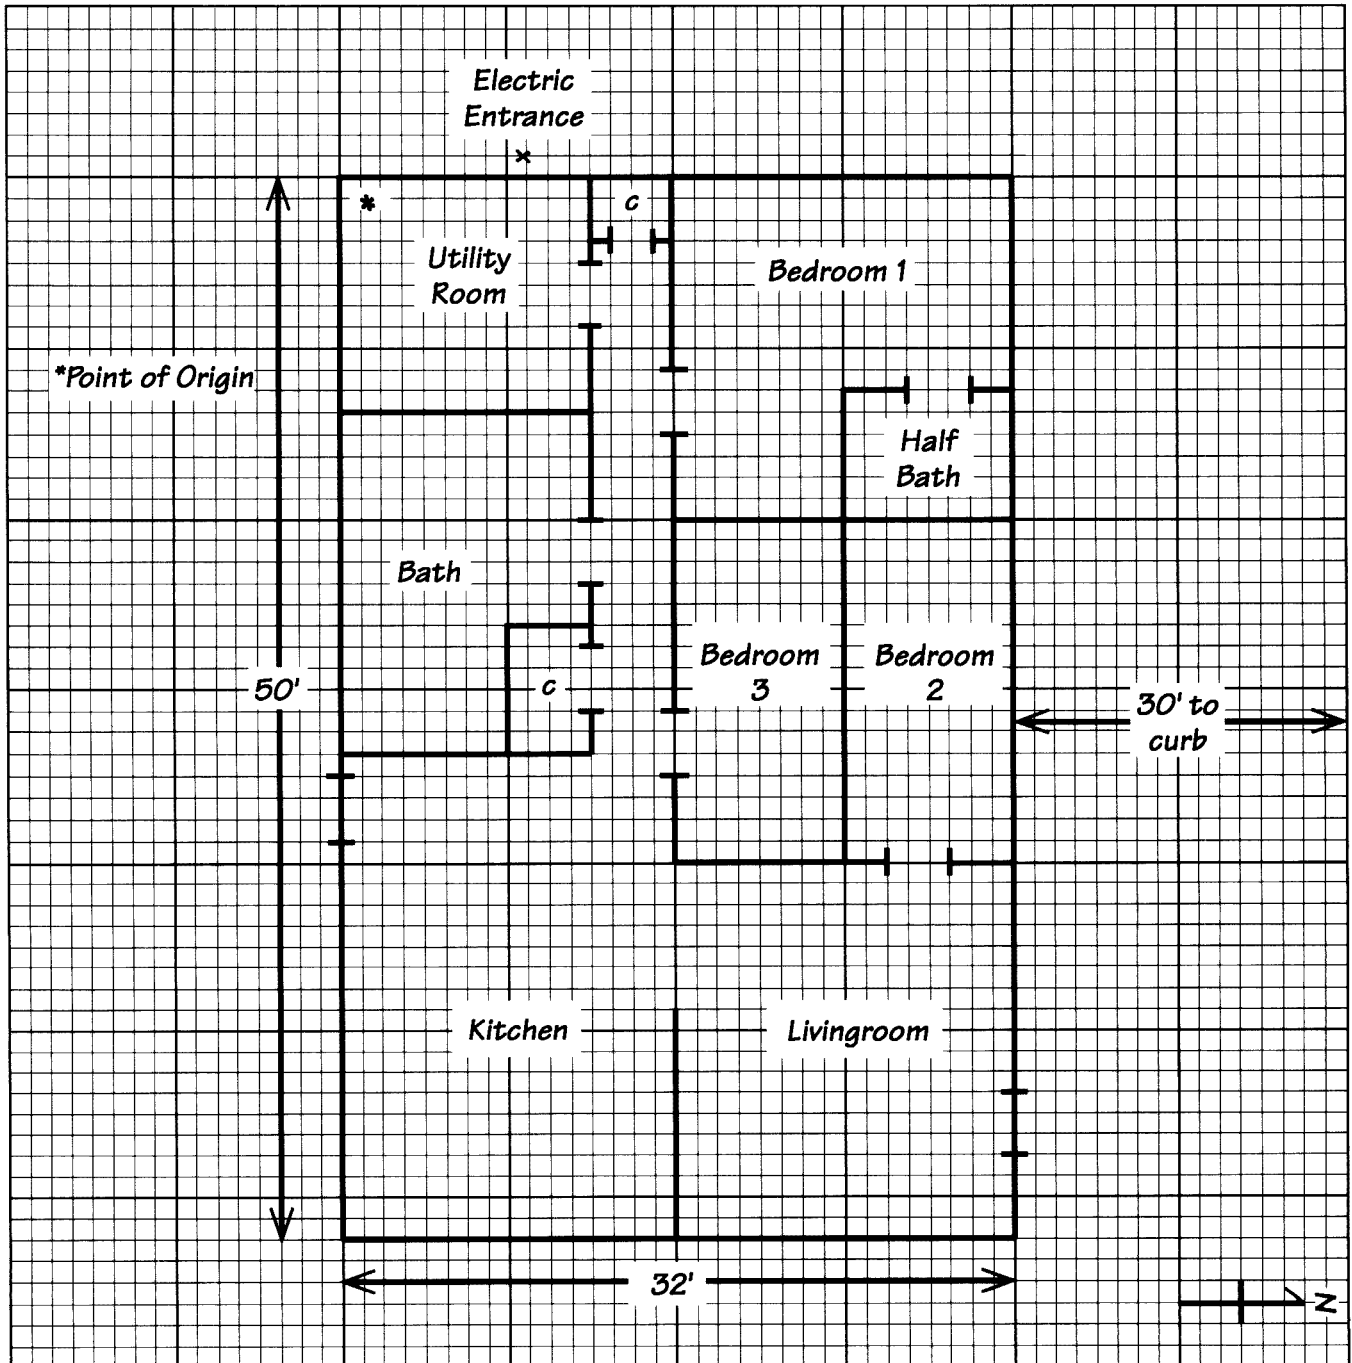 Electric
Entrance
x
*
c
Utility
Room
Bedroom 1
*Point of Origin
Half
Bath
Bath
Bedroom
3
Bedroom
2
c
50'
30' to
curb
Kitchen
Livingroom
32'
N